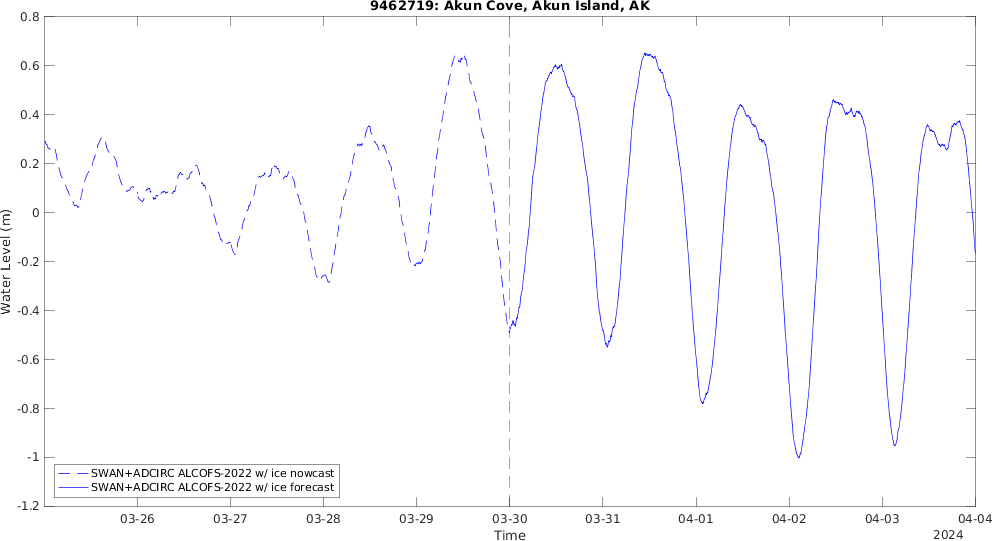 9462719: Akun Cove, Akun Island, AK
0.8
0.6
0.4
0.2
0
-0.2
-0.4
-0.6
-0.8
-1
-1.2
Water Level (m)
SWAN+ADCIRC ALCOFS-2022 w/ ice nowcast
SWAN+ADCIRC ALCOFS-2022 w/ ice forecast
03-26 03-27 03-28 03-29 03-30 03-31 04-01 04-02 04-03 04-04
Time
2024